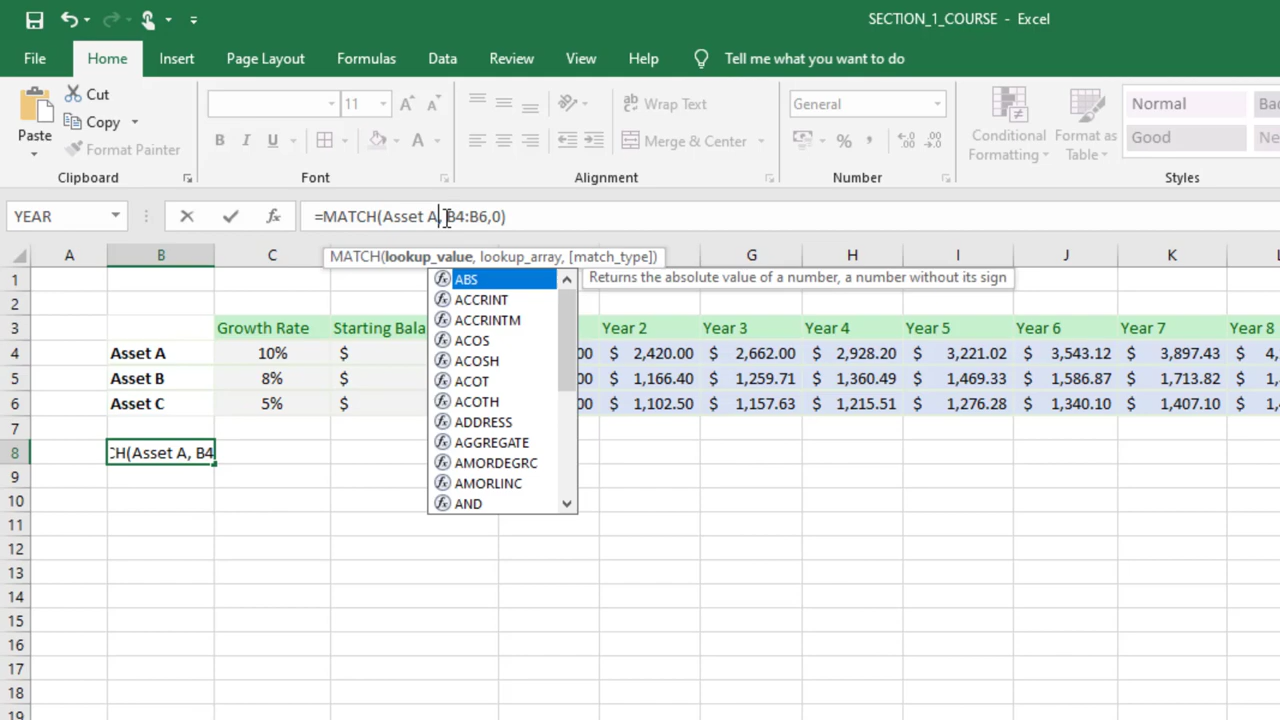 SECTION_1_COURSE - Excel
File Home Insert Page Layout Formulas Data Review View Help Tell me what you want to do
Cut
Copy
Format Painter
Paste
11
Wrap Text
Merge & Center
General
Conditional Formatting
Format as Table
Normal
Good
Clipboard Font Alignment Number Styles
YEAR
=MATCH(Asset A, B4:B6,0)
MATCH(lookup_value, lookup_array, [match_type])
A B C G H I J K L
ABS
Returns the absolute value of a number, a number without its sign
ACCRINT
ACCRINTM
ACOS
ACOSH
ACOT
ACOTH
ADDRESS
AGGREGATE
AMORDEGRC
AMORLINC
AND
1
2
3 Growth Rate Starting Bala Year 2 Year 3 Year 4 Year 5 Year 6 Year 7 Year 8
4 Asset A 10% $ 00 $ 2,420.00 $ 2,662.00 $ 2,928.20 $ 3,221.02 $ 3,543.12 $ 3,897.43 $ 4,
5 Asset B 8% $ 00 $ 1,166.40 $ 1,259.71 $ 1,360.49 $ 1,469.33 $ 1,586.87 $ 1,713.82 $ 1,
6 Asset C 5% $ 00 $ 1,102.50 $ 1,157.63 $ 1,215.51 $ 1,276.28 $ 1,340.10 $ 1,407.10 $ 1,
7
8 CH(Asset A, B4
9
10
11
12
13
14
15
16
17
18
19